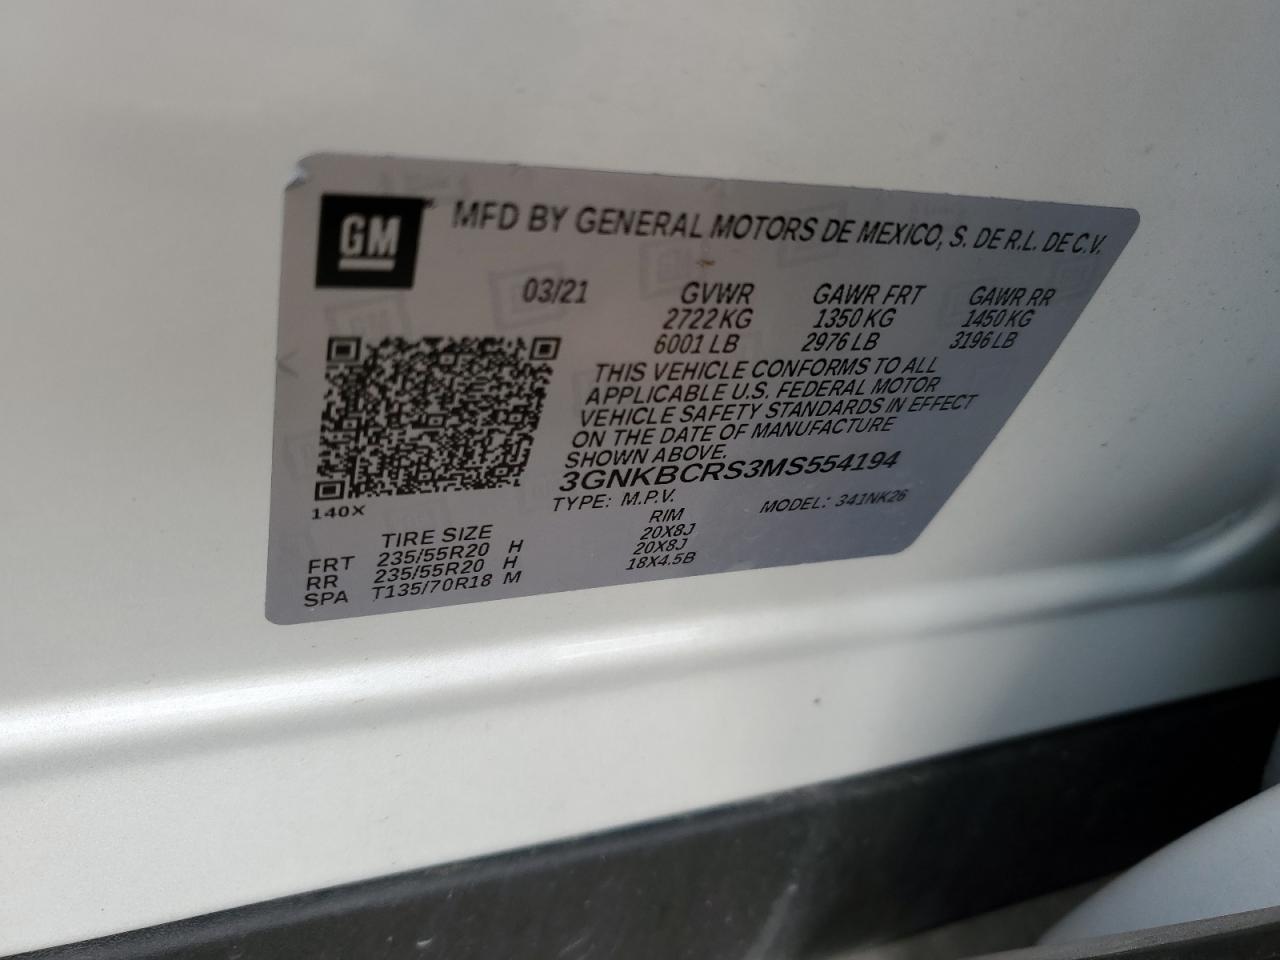 GM MFD BY GENERAL MOTORS DE MEXICO, S. DE R.L. DE C.V.
03/21 GVWR GAWR FRT GAWR RR
2722 KG 1350 KG 1450 KG
6001 LB 2976 LB 3196 LB
THIS VEHICLE CONFORMS TO ALL
APPLICABLE U.S. FEDERAL MOTOR
VEHICLE SAFETY STANDARDS IN EFFECT
ON THE DATE OF MANUFACTURE
SHOWN ABOVE.
3GNKBCRS3MS554194
140X TYPE: M.P.V. MODEL: 341NK26
TIRE SIZE RIM
FRT 235/55R20 H 20X8J
RR 235/55R20 H 20X8J
SPA T135/70R18 M 18X4.5B